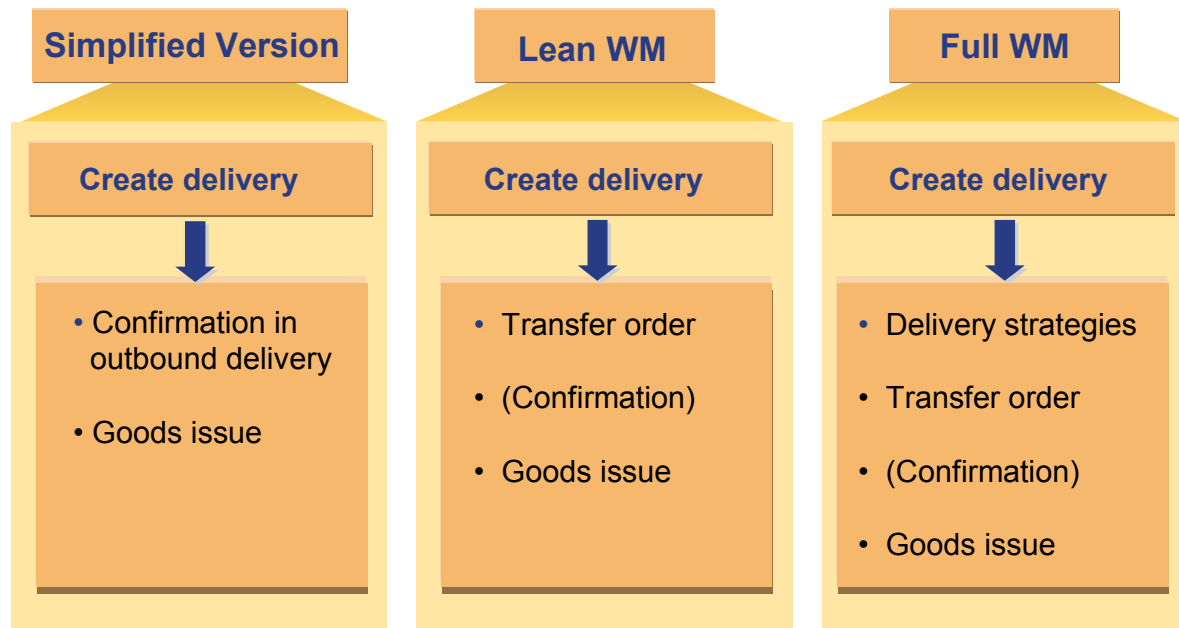 Simplified Version
Create delivery
• Confirmation in
outbound delivery
• Goods issue
Lean WM
Create delivery
• Transfer order
• (Confirmation)
• Goods issue
Full WM
Create delivery
• Delivery strategies
• Transfer order
• (Confirmation)
• Goods issue